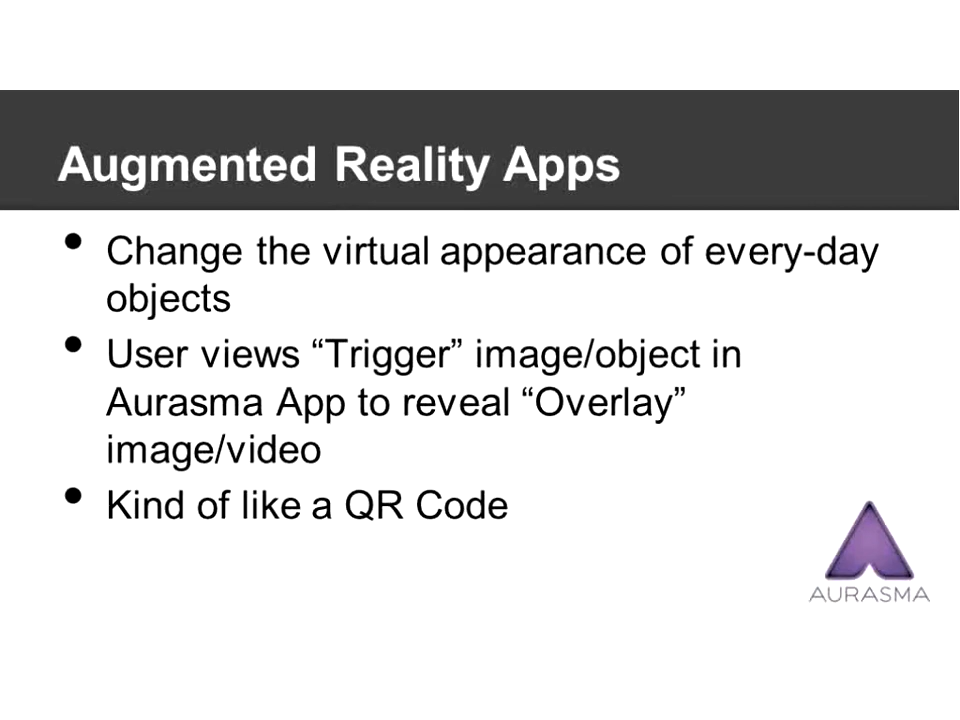 Augmented Reality Apps
• Change the virtual appearance of every-day
objects
• User views “Trigger” image/object in
Aurasma App to reveal “Overlay”
image/video
• Kind of like a QR Code
AURASMA